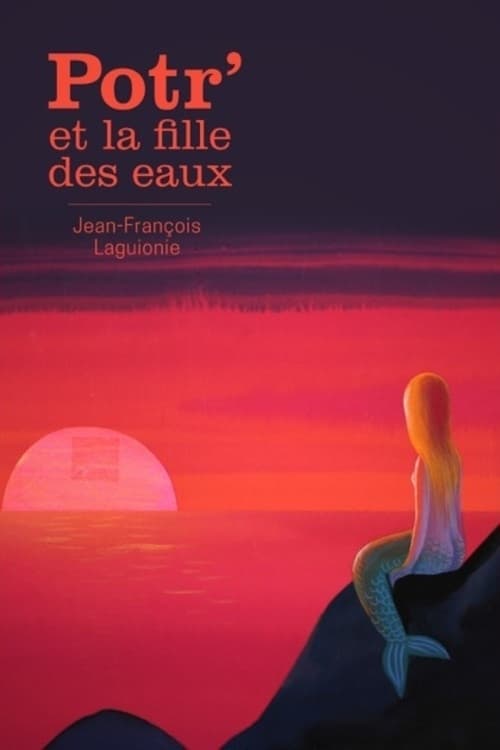 Potr’
et la fille
des eaux
Jean-François
Laguionie